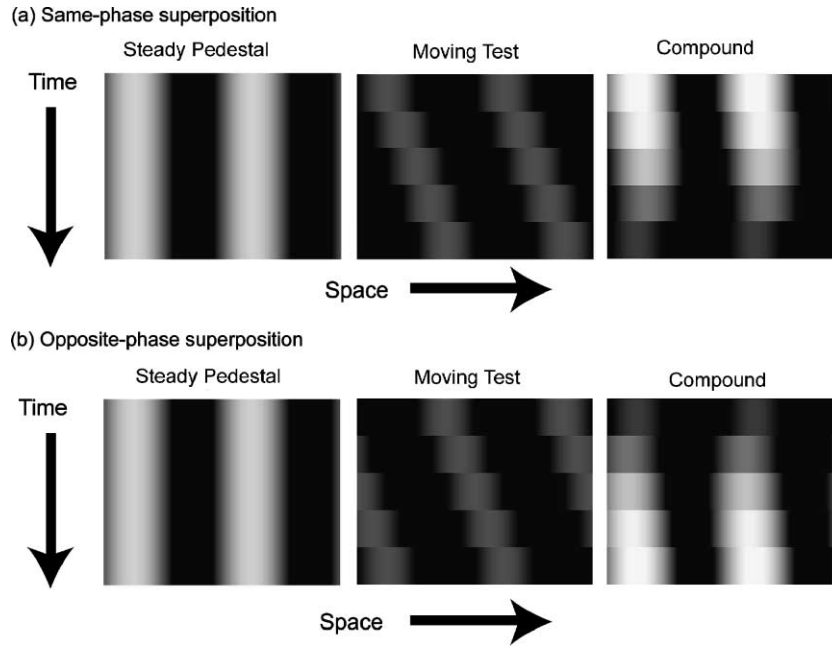 (a) Same-phase superposition
Steady Pedestal
Moving Test
Compound
Time
Space
(b) Opposite-phase superposition
Steady Pedestal
Moving Test
Compound
Time
Space